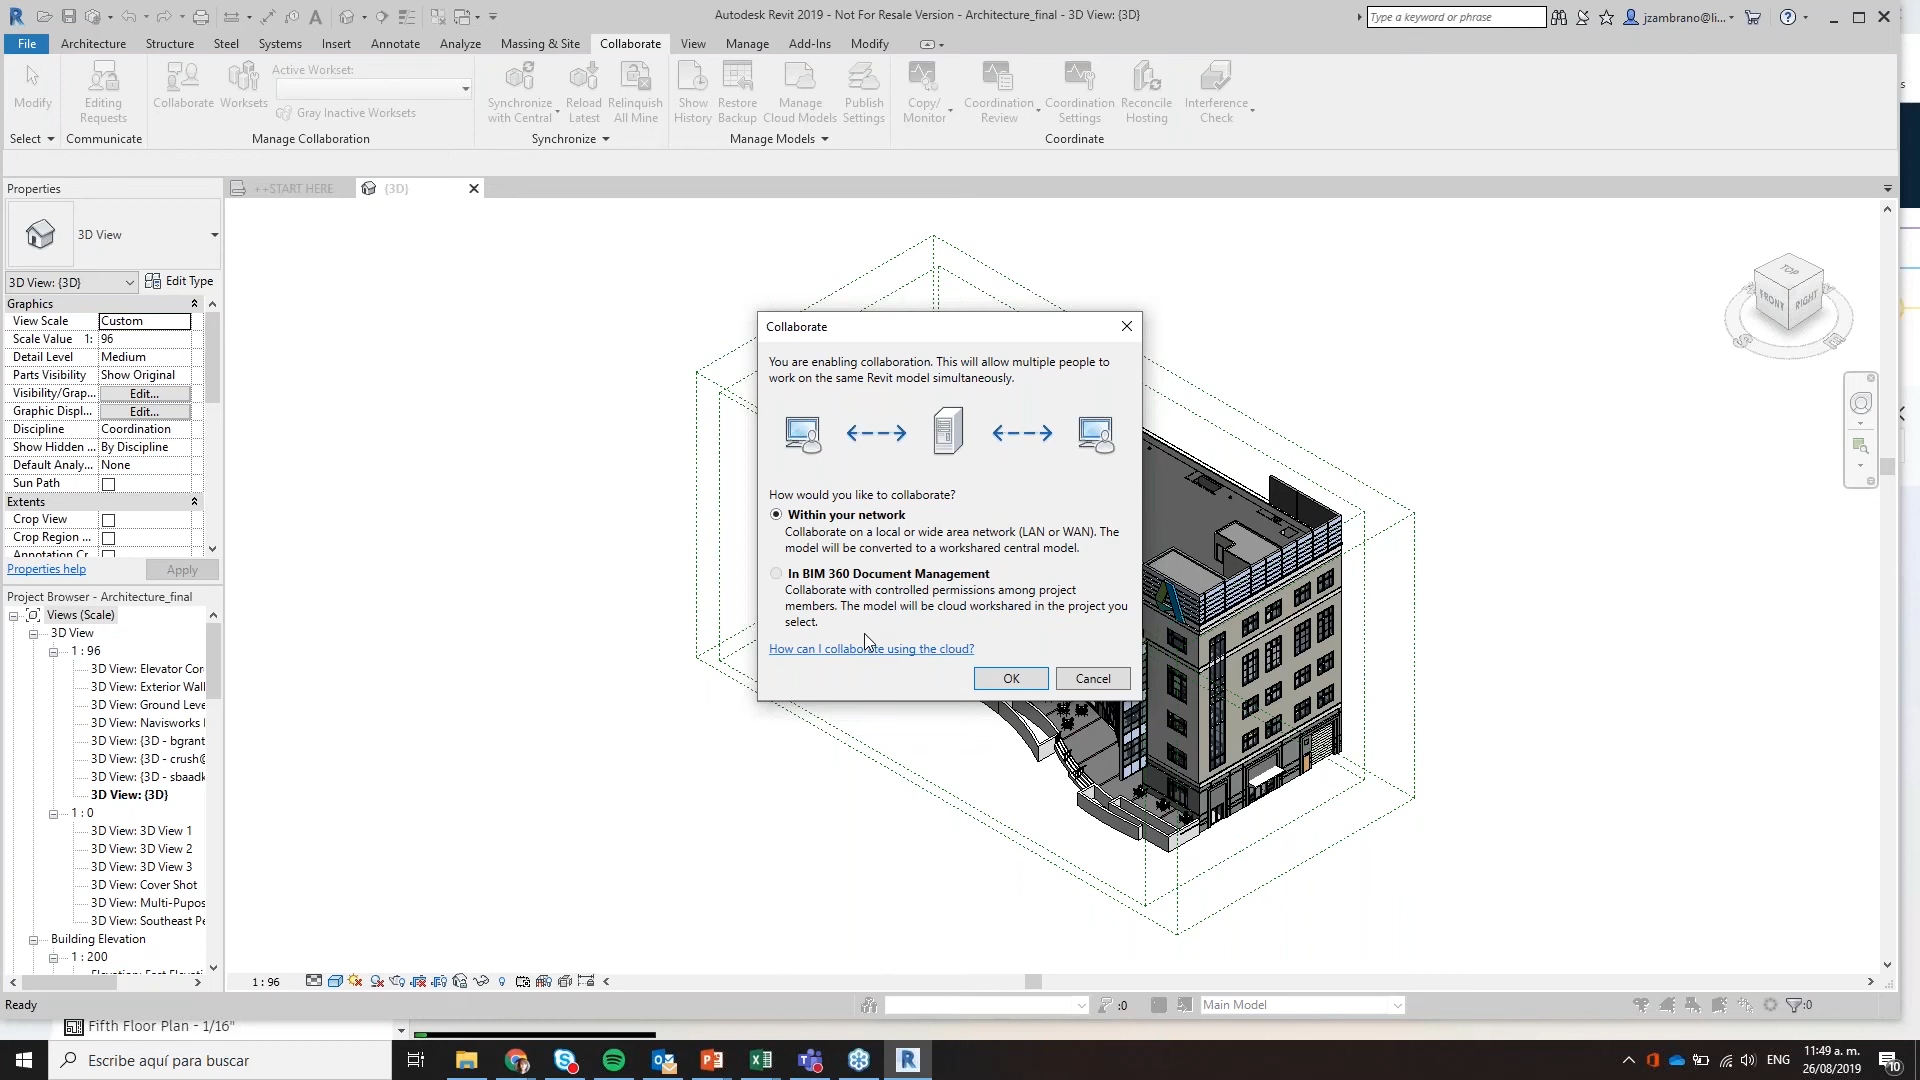 Autodesk Revit 2019 - Not For Resale Version - Architecture_final - 3D View: {3D}
Type a keyword or phrase
jzambrano@li...
File Architecture Structure Steel Systems Insert Annotate Analyze Massing & Site Collaborate View Manage Add-Ins Modify
Active Workset:
Modify Editing Requests Collaborate Worksets Gray Inactive Worksets Synchronize with Central Reload Latest Relinquish All Mine Show History Restore Backup Manage Cloud Models Publish Settings Copy/ Monitor Coordination Review Coordination Settings Reconcile Hosting Interference Check
Select Communicate Manage Collaboration Synchronize Manage Models Coordinate
Properties
++START HERE
{3D}
3D View
3D View: {3D} Edit Type
Graphics
View Scale Custom
Scale Value 1: 96
Detail Level Medium
Parts Visibility Show Original
Visibility/Grap... Edit...
Graphic Displ... Edit...
Discipline Coordination
Show Hidden ... By Discipline
Default Analy... None
Sun Path
Extents
Crop View
Crop Region ...
Annotation Cr
Properties help Apply
Project Browser - Architecture_final
Views (Scale)
3D View
1 : 96
3D View: Elevator Cor
3D View: Exterior Wall
3D View: Ground Leve
3D View: Navisworks
3D View: {3D - bgrant
3D View: {3D - crush@
3D View: {3D - sbaadk
3D View: {3D}
1 : 0
3D View: 3D View 1
3D View: 3D View 2
3D View: 3D View 3
3D View: Cover Shot
3D View: Multi-Pupos
3D View: Southeast Pe
Building Elevation
1 : 200
Collaborate
You are enabling collaboration. This will allow multiple people to
work on the same Revit model simultaneously.
How would you like to collaborate?
Within your network
Collaborate on a local or wide area network (LAN or WAN). The
model will be converted to a workshared central model.
In BIM 360 Document Management
Collaborate with controlled permissions among project
members. The model will be cloud workshared in the project you
select.
How can I collaborate using the cloud?
OK Cancel
TOP
FRONT RIGHT
S E
1 : 96
Ready
:0
Main Model
:0
Fifth Floor Plan - 1/16"
Escribe aquí para buscar
ENG
11:49 a. m.
26/08/2019
10